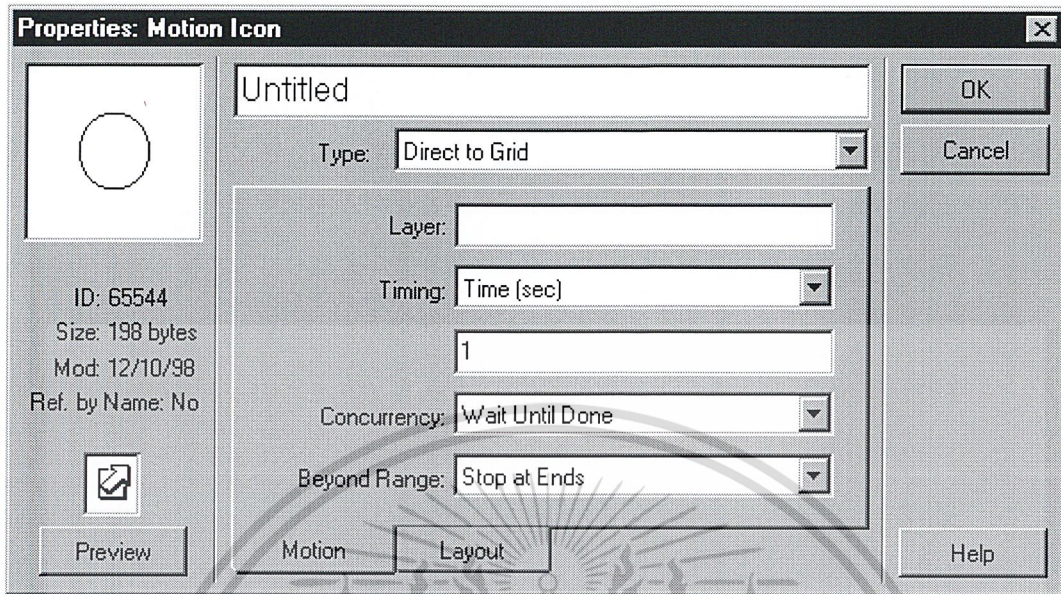 Properties: Motion Icon
Untitled
OK
Type: Direct to Grid
Cancel
Layer:
ID: 65544
Timing: Time (sec)
Size: 198 bytes
1
Mod: 12/10/98
Ref. by Name: No
Concurrency: Wait Until Done
Beyond Range: Stop at Ends
Preview
Motion
Layout
Help